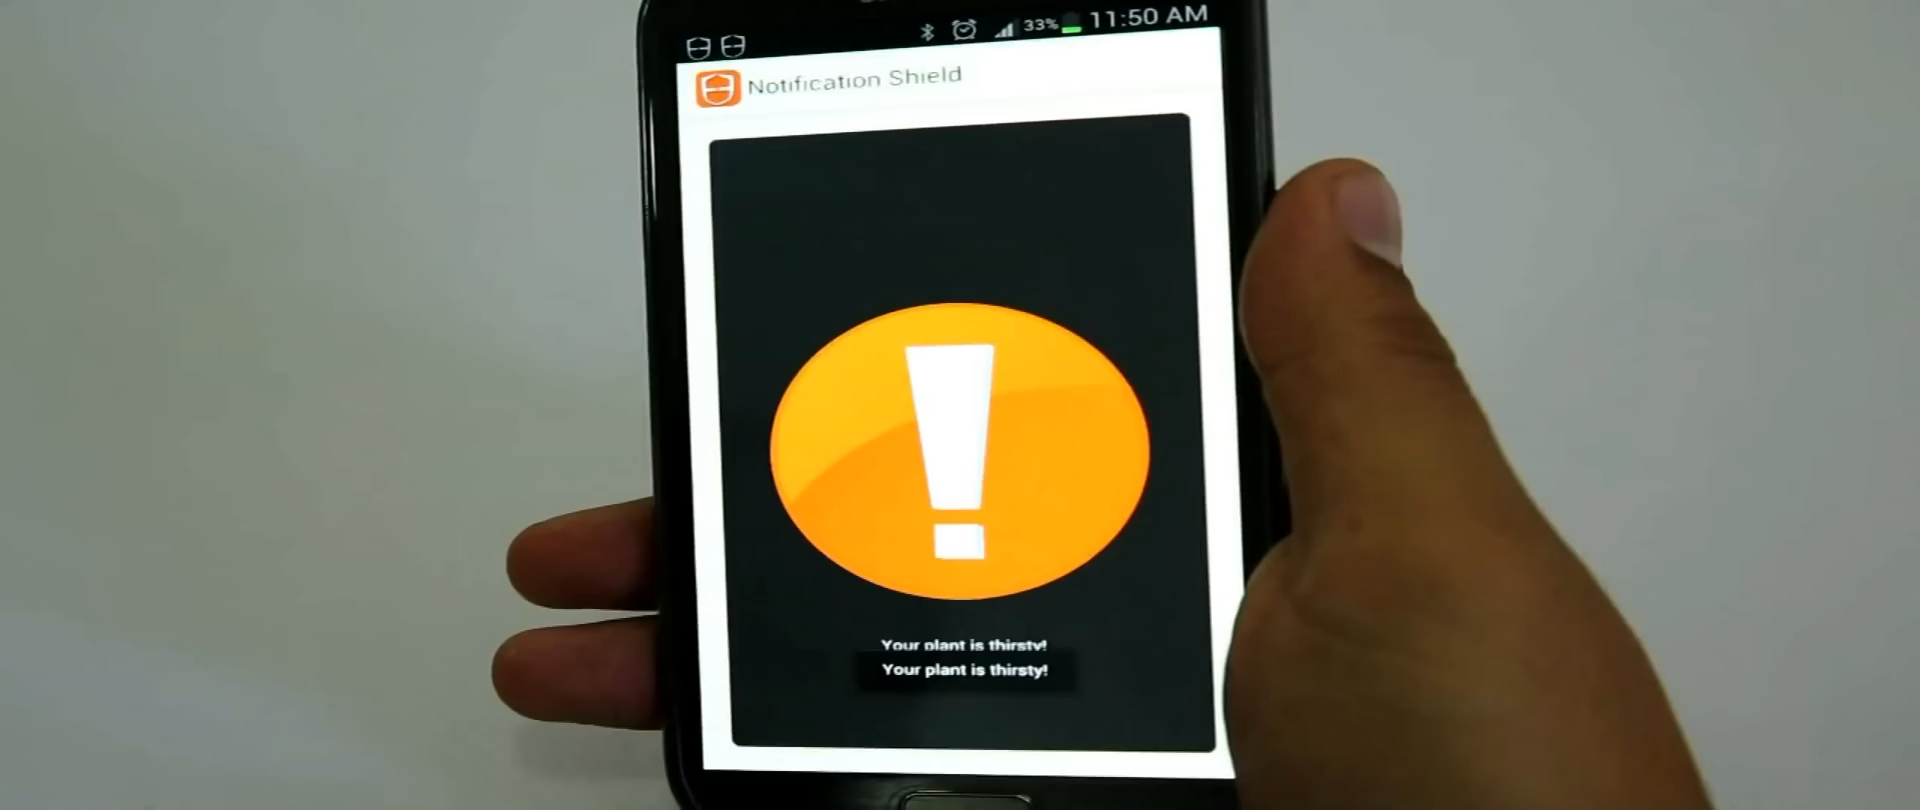 33% 11:50 AM
Notification Shield
!
Your plant is thirsty!
Your plant is thirsty!